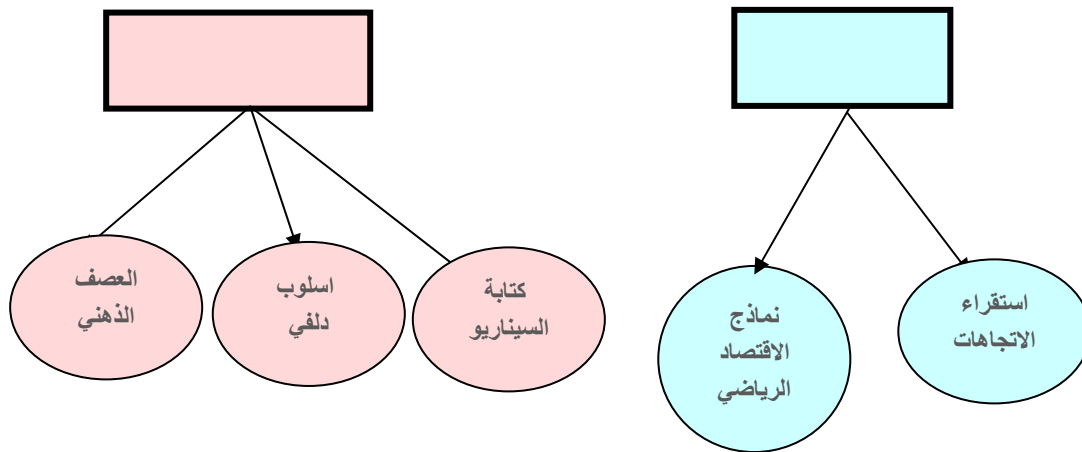 استقراء
الاتجاهات
نماذج
الاقتصاد
الرياضي
كتابة
السيناريو
اسلوب
دلفي
العصف
الذهني